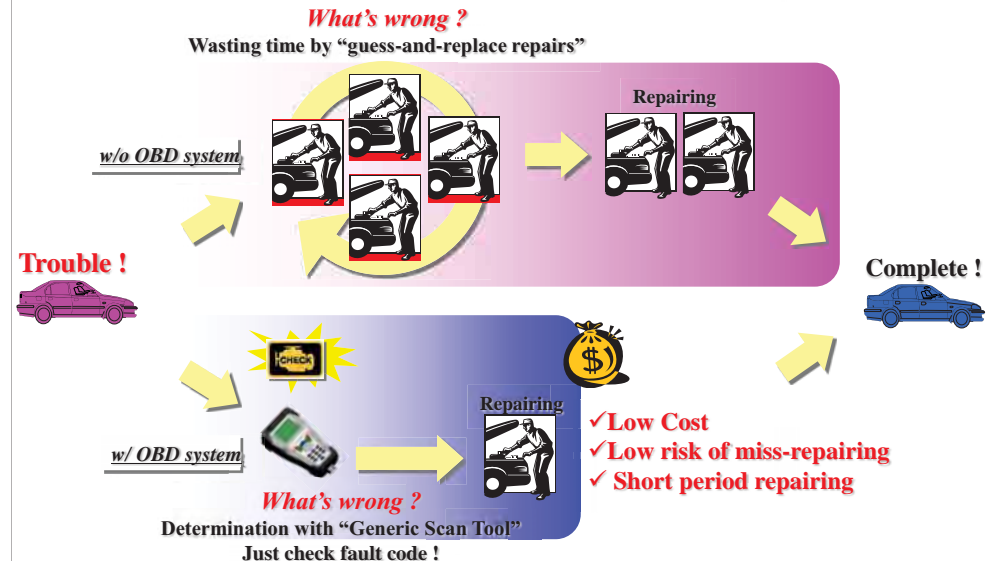 What's wrong ?
Wasting time by “guess-and-replace repairs”
Repairing
w/o OBD system
Trouble !
Complete !
CHECK
$
Repairing
Low Cost
w/ OBD system
Low risk of miss-repairing
Short period repairing
What's wrong ?
Determination with “Generic Scan Tool”
Just check fault code !